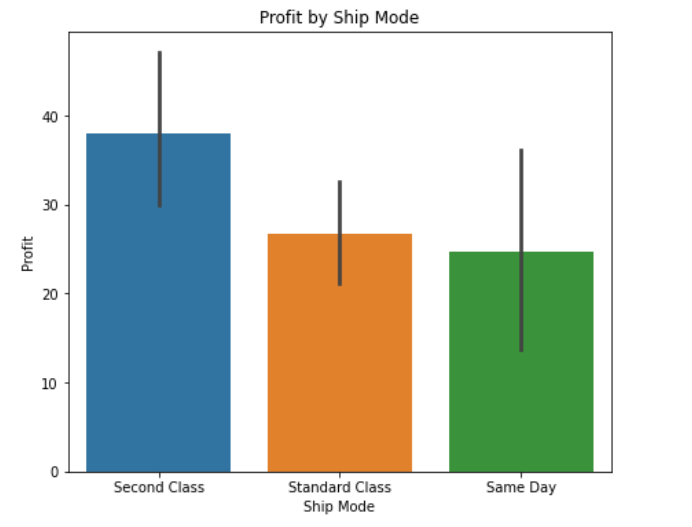 Profit by Ship Mode
40
30
20
10
0
Profit
Second Class Standard Class Same Day
Ship Mode